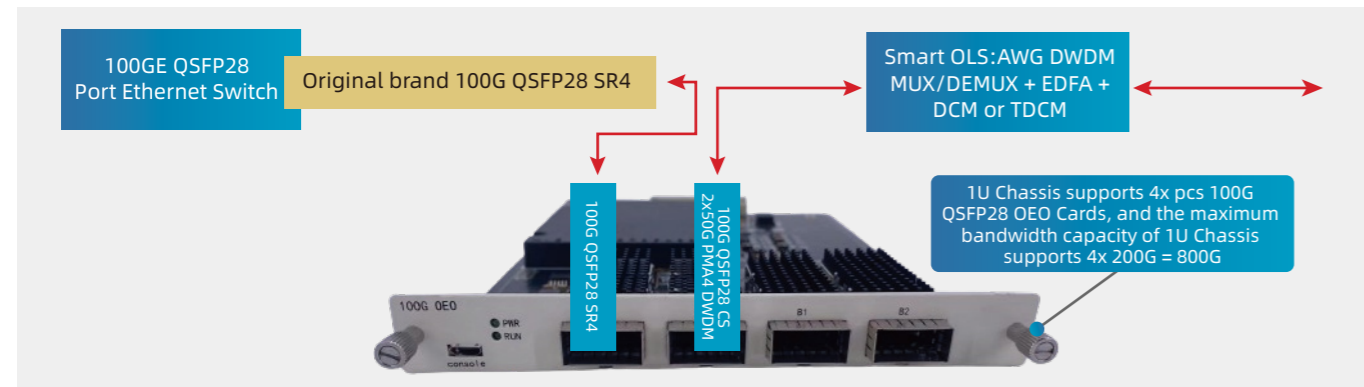 100GE QSFP28
Port Ethernet Switch
Original brand 100G QSFP28 SR4
Smart OLS:AWG DWDM
MUX/DEMUX + EDFA +
DCM or TDCM
100G QSFP28 SR4
100G QSFP28 CS
2x50G PMA4 DWDM
1U Chassis supports 4x pcs 100G
QSFP28 OEO Cards, and the maximum
bandwidth capacity of 1U Chassis
supports 4x 200G = 800G
100G OEO
PWR
RUN
console
B1
B2